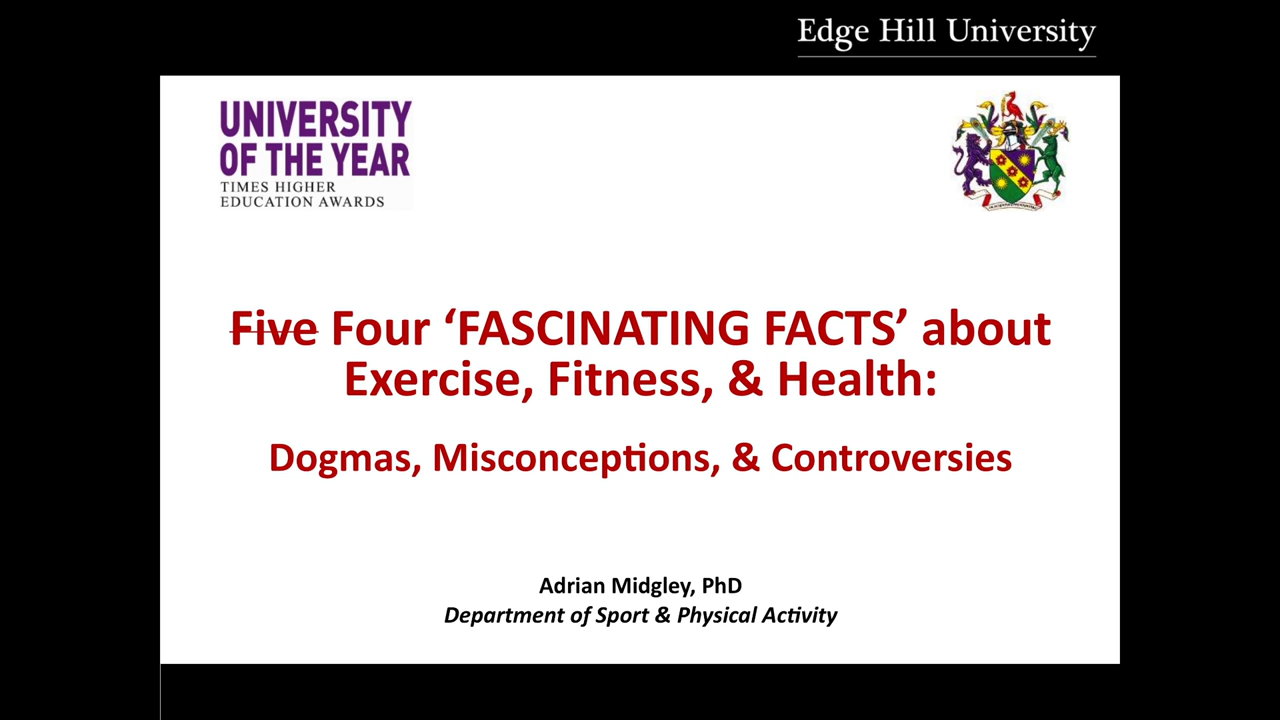 Edge Hill University
UNIVERSITY
OF THE YEAR
TIMES HIGHER
EDUCATION AWARDS
Five Four ‘FASCINATING FACTS’ about
Exercise, Fitness, & Health:
Dogmas, Misconceptions, & Controversies
Adrian Midgley, PhD
Department of Sport & Physical Activity